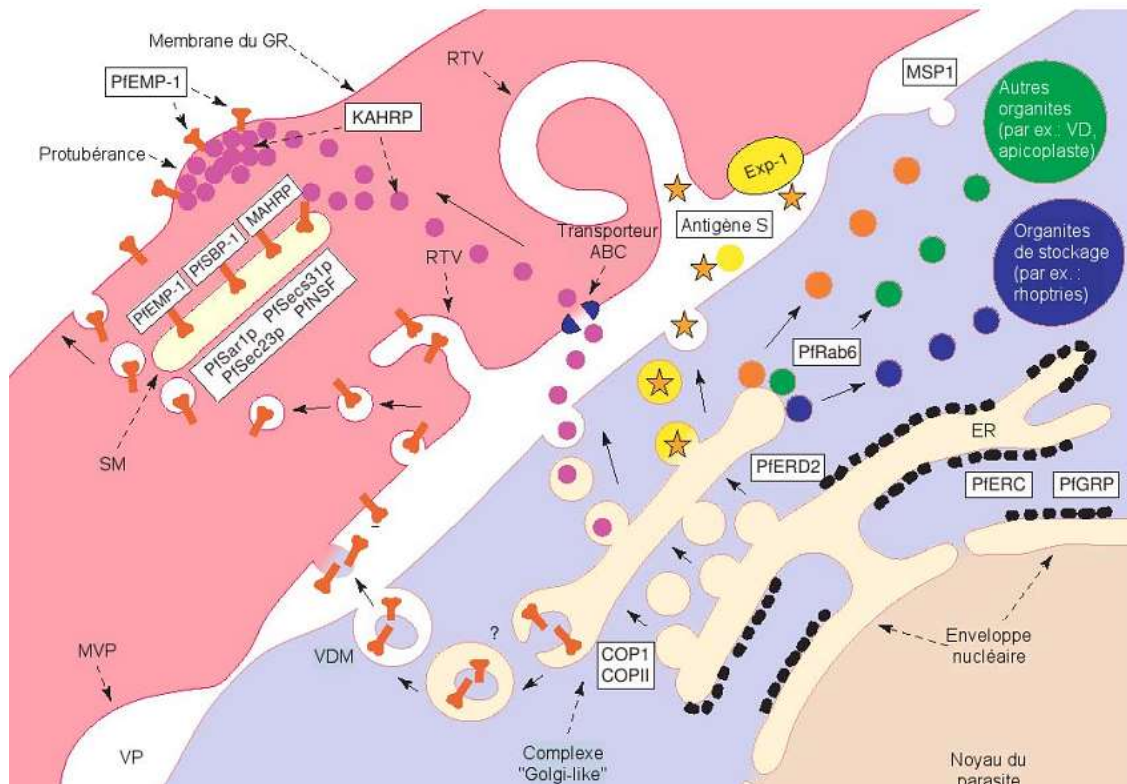 Membrane du GR
PfEMP-1
KAHRP
Protubérance
RTV
MSP1
Autres
organites
(par ex.: VD,
apicoplaste)
Exp-1
Antigène S
Organites
de stockage
(par ex. :
rhoptries)
Transporteur
ABC
RTV
MAHRP
PfSBP-1
PfEMP-1
PfSar1p PfSecs31p
PfSec23p PfNSF
SM
PfRab6
ER
PfERD2
PfERC
PfGRP
MVP
VP
VDM
?
COP1
COPII
Enveloppe
nucléaire
Complexe
"Golgi-like"
Noyau du
parasite